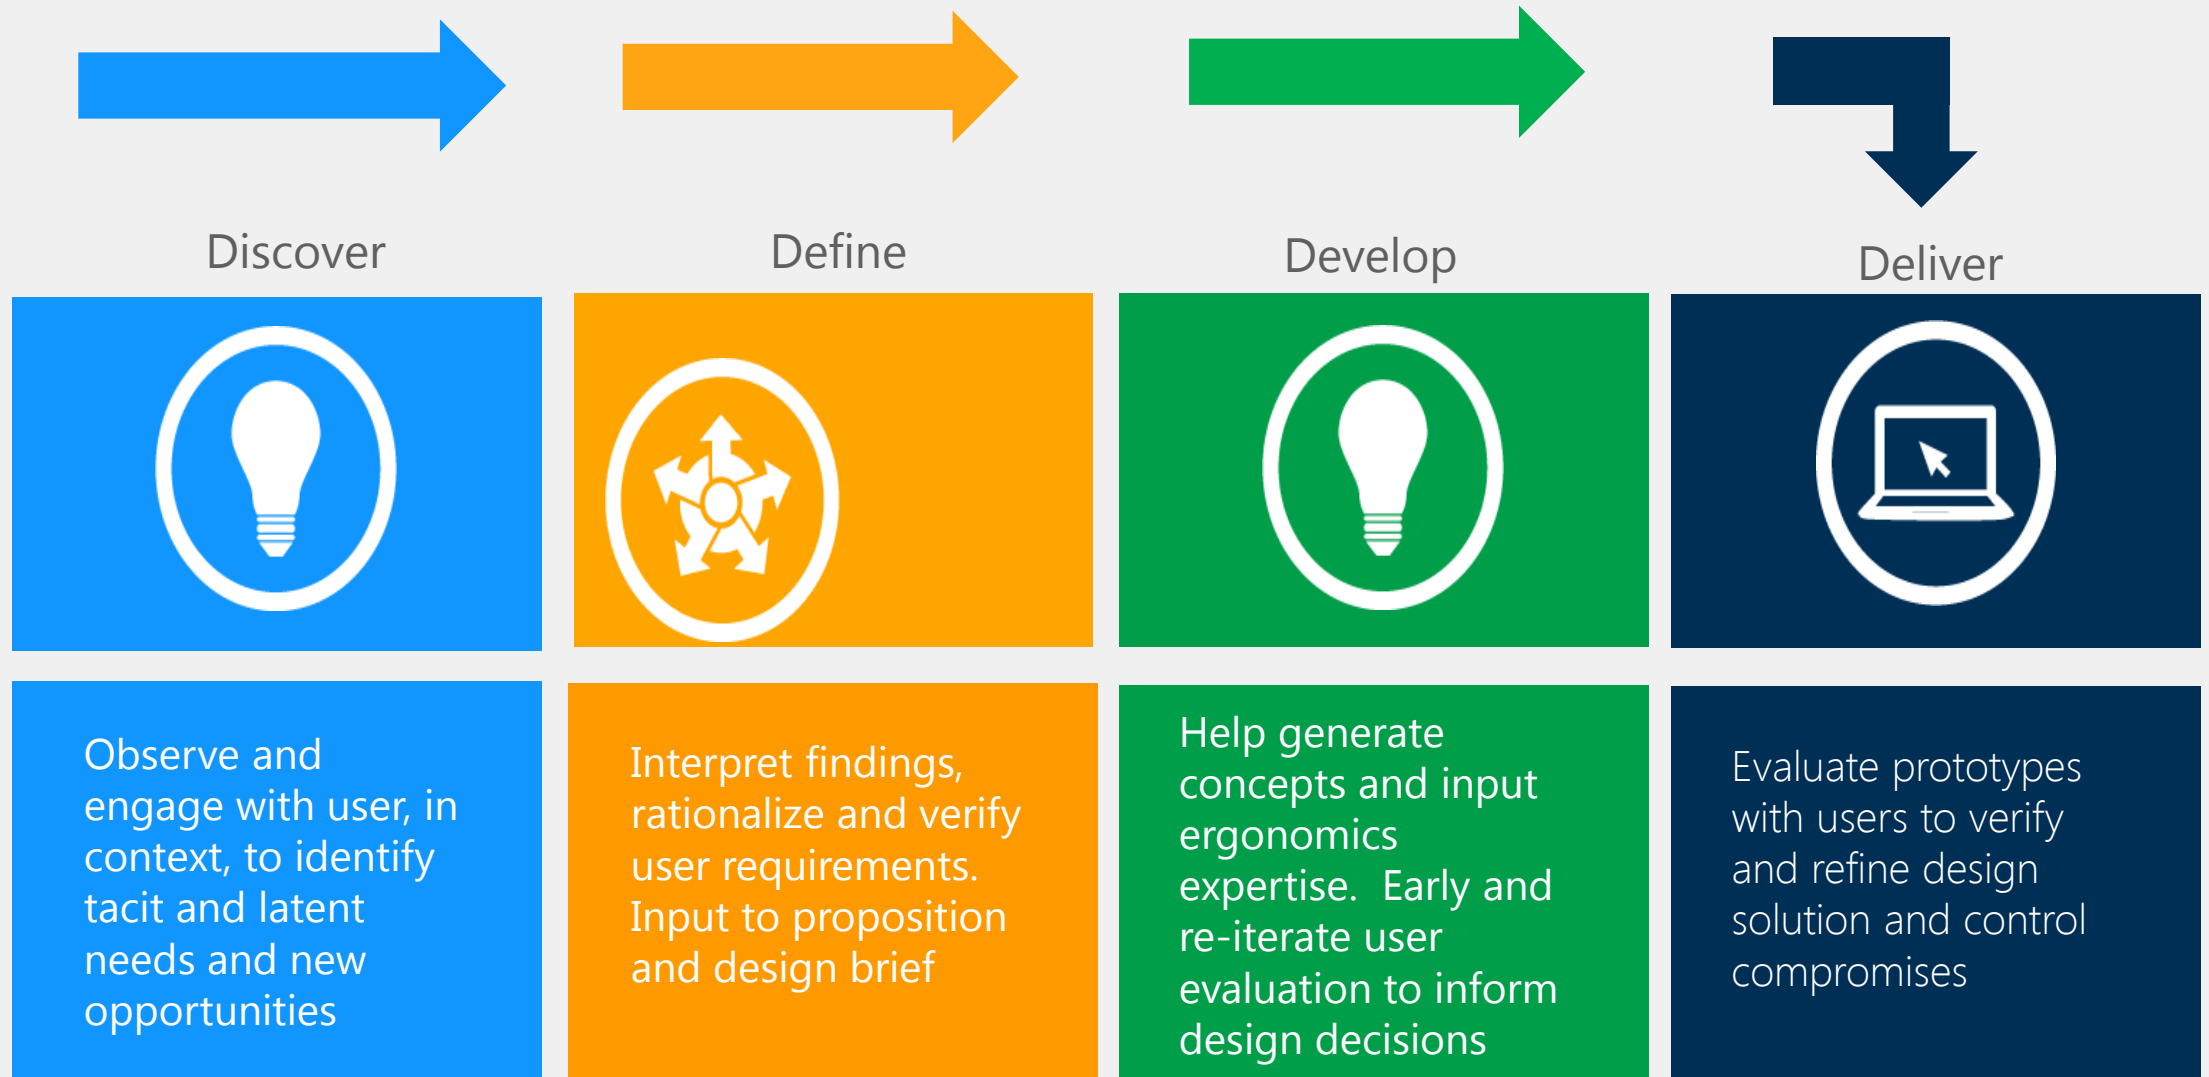 Discover
Define
Develop
Deliver
Observe and
engage with user, in
context, to identify
tacit and latent
needs and new
opportunities
Interpret findings,
rationalize and verify
user requirements.
Input to proposition
and design brief
Help generate
concepts and input
ergonomics
expertise.  Early and
re-iterate user
evaluation to inform
design decisions
Evaluate prototypes
with users to verify
and refine design
solution and control
compromises